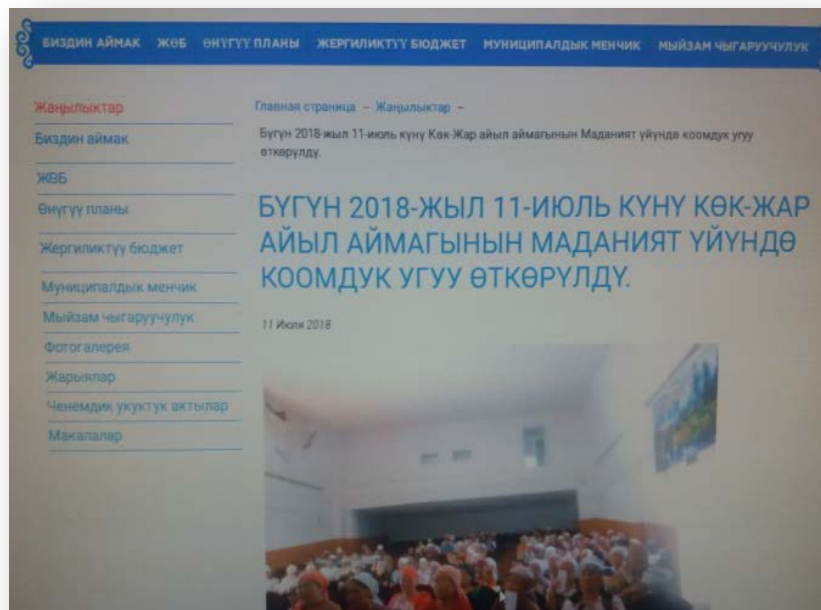 БИЗДИН АЙМАК ЖӨБ ӨНҮГҮҮ ПЛАНЫ ЖЕРГИЛИКТҮҮ БЮДЖЕТ МУНИЦИПАЛДЫК МЕНЧИК МЫЙЗАМ ЧЫГАРУУЧУЛУК
Жаңылыктар
Биздин аймак
ЖӨБ
Өнүгүү планы
Жергиликтүү бюджет
Муниципалдык менчик
Мыйзам чыгаруучулук
Фотогалерея
Жарыялар
Ченемдик укуктук актылар
Макалалар
Главная страница – Жаңылыктар –
Бүгүн 2018-жыл 11-июль күнү Көк-Жар айыл аймагынын Маданият үйүндө коомдук угуу
өткөрүлдү.
БҮГҮН 2018-ЖЫЛ 11-ИЮЛЬ КҮНҮ КӨК-ЖАР
АЙЫЛ АЙМАГЫНЫН МАДАНИЯТ ҮЙҮНДӨ
КООМДУК УГУУ ӨТКӨРҮЛДҮ.
11 Июля 2018